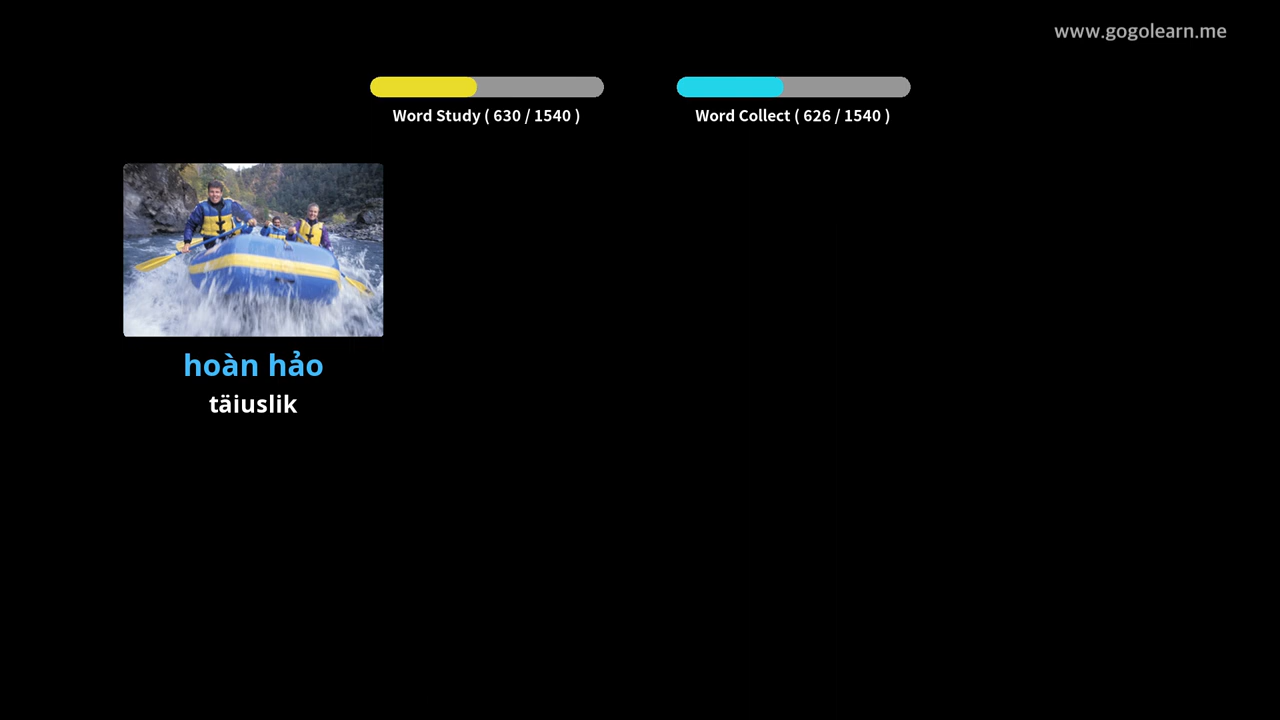 www.gogolearn.me
Word Study ( 630 / 1540 )
Word Collect ( 626 / 1540 )
hoàn hảo
täiuslik